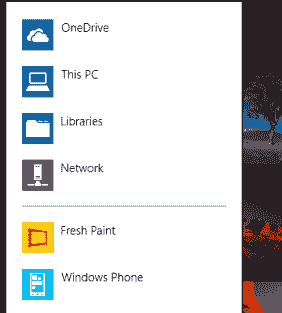 OneDrive
This PC
Libraries
Network
Fresh Paint
Windows Phone